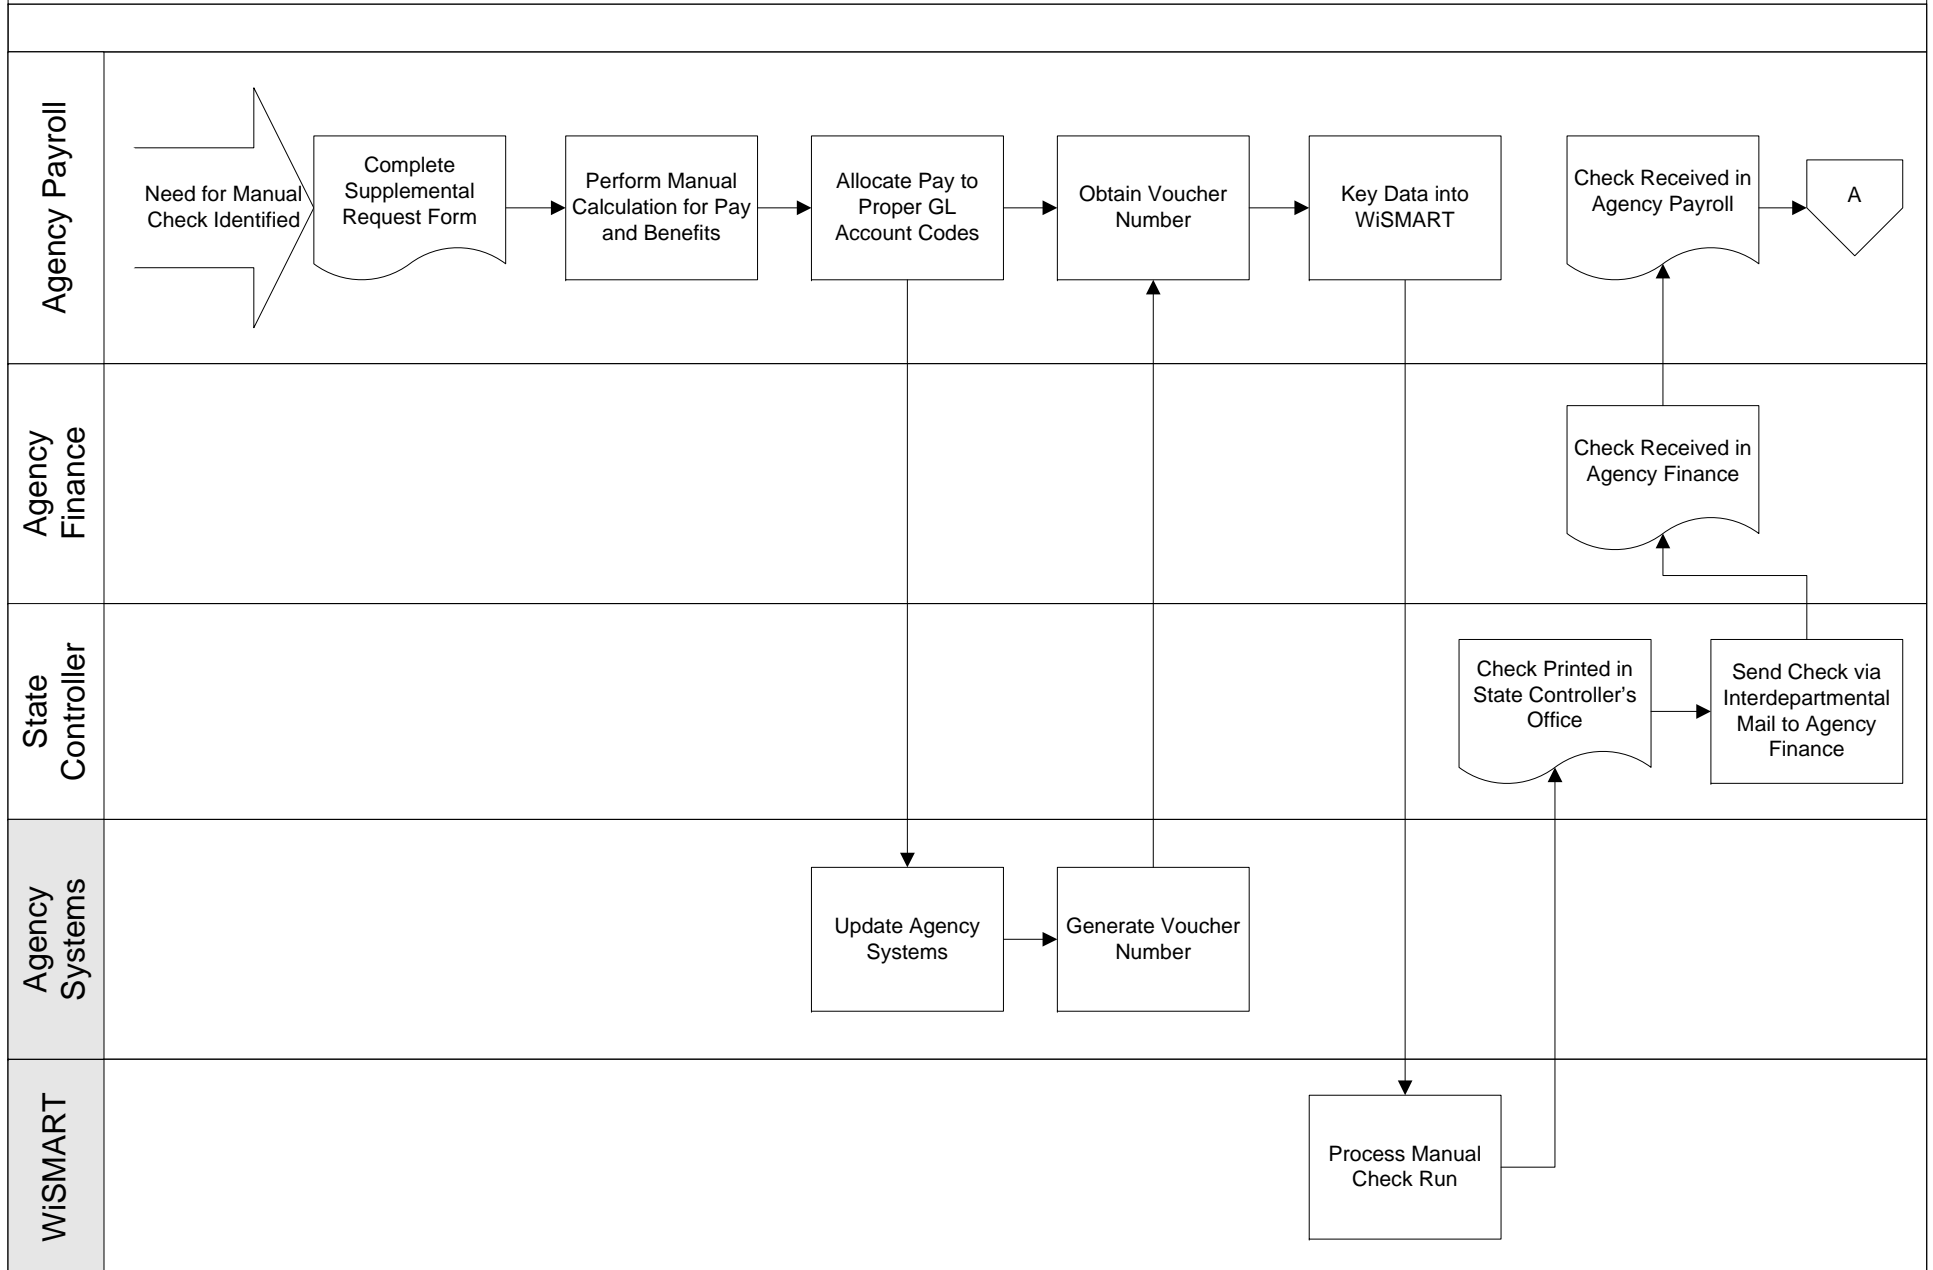 Agency Payroll
Need for Manual
Check Identified
Complete
Supplemental
Request Form
Perform Manual
Calculation for Pay
and Benefits
Allocate Pay to
Proper GL
Account Codes
Obtain Voucher
Number
Key Data into
WiSMART
Check Received in
Agency Payroll
A
Agency
Finance
Check Received in
Agency Finance
State
Controller
Check Printed in
State Controller's
Office
Send Check via
Interdepartmental
Mail to Agency
Finance
Agency
Systems
Update Agency
Systems
Generate Voucher
Number
WiSMART
Process Manual
Check Run